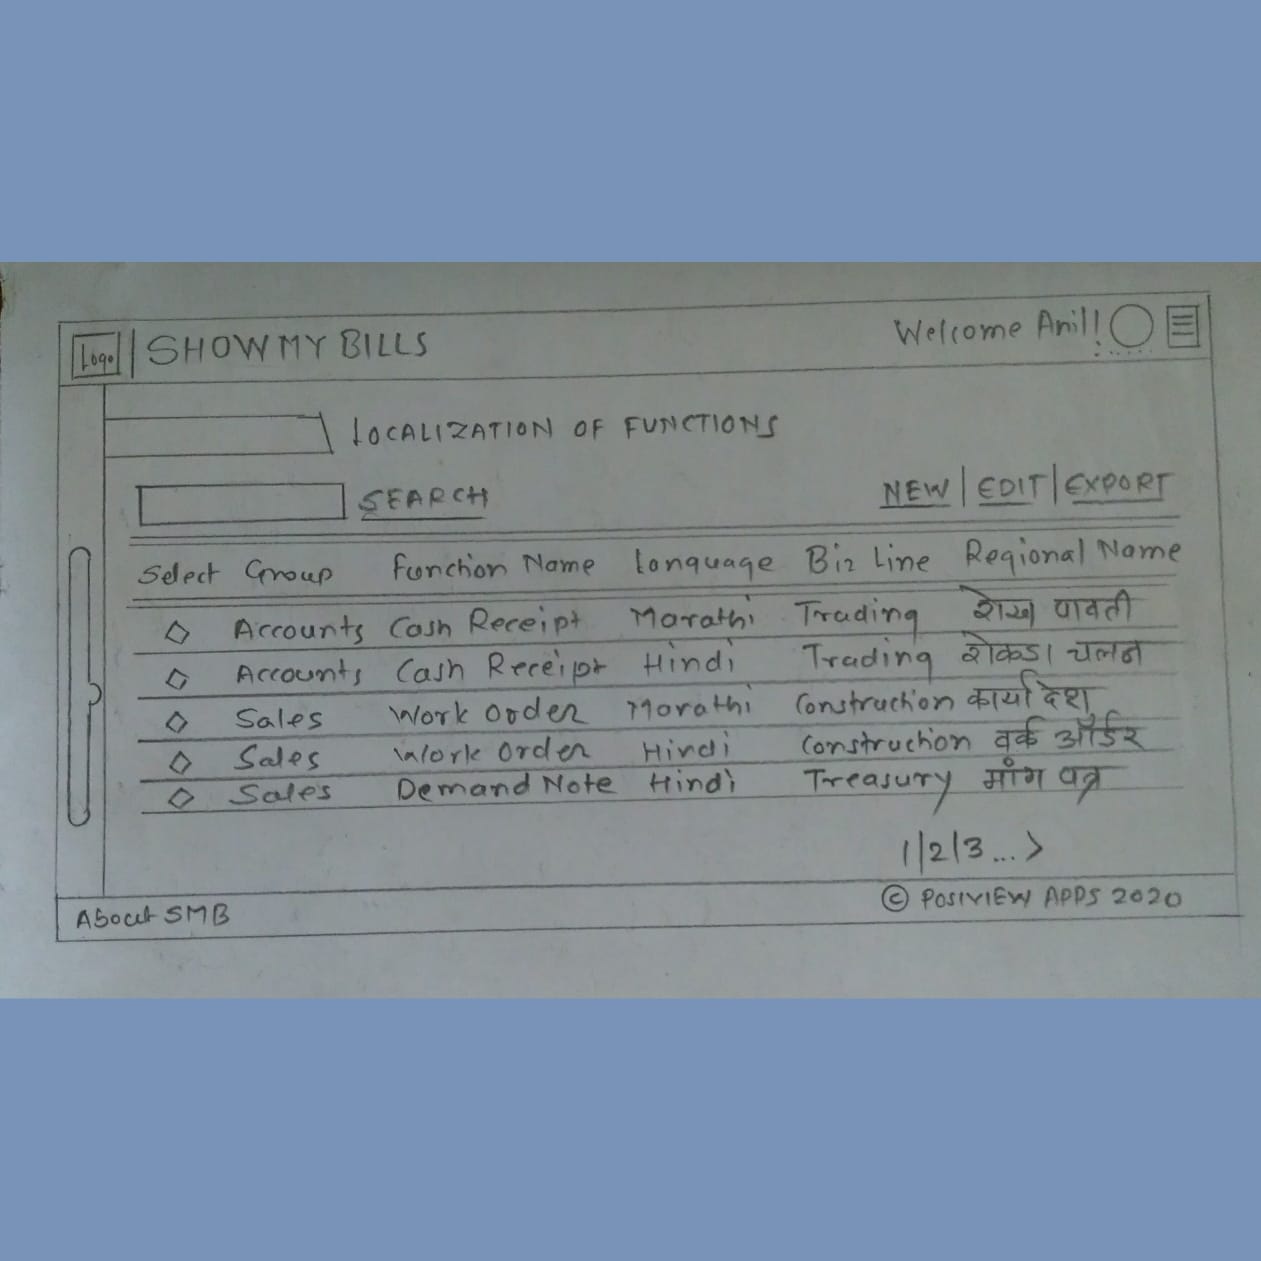 Logo SHOW MY BILLS Welcome Anil!
LOCALIZATION OF FUNCTIONS
SEARCH NEW | EDIT | EXPORT
Select Group Function Name Language Biz Line Regional Name
Accounts Cash Receipt Marathi Trading पावती
Accounts Cash Receipt Hindi Trading चलन
Sales Work Order Marathi Construction कार्यादेश
Sales Work Order Hindi Construction वर्क ऑर्डर
Sales Demand Note Hindi Treasury माँग पत्र
1|2|3...>
About SMB © POSIVIEW APPS 2020